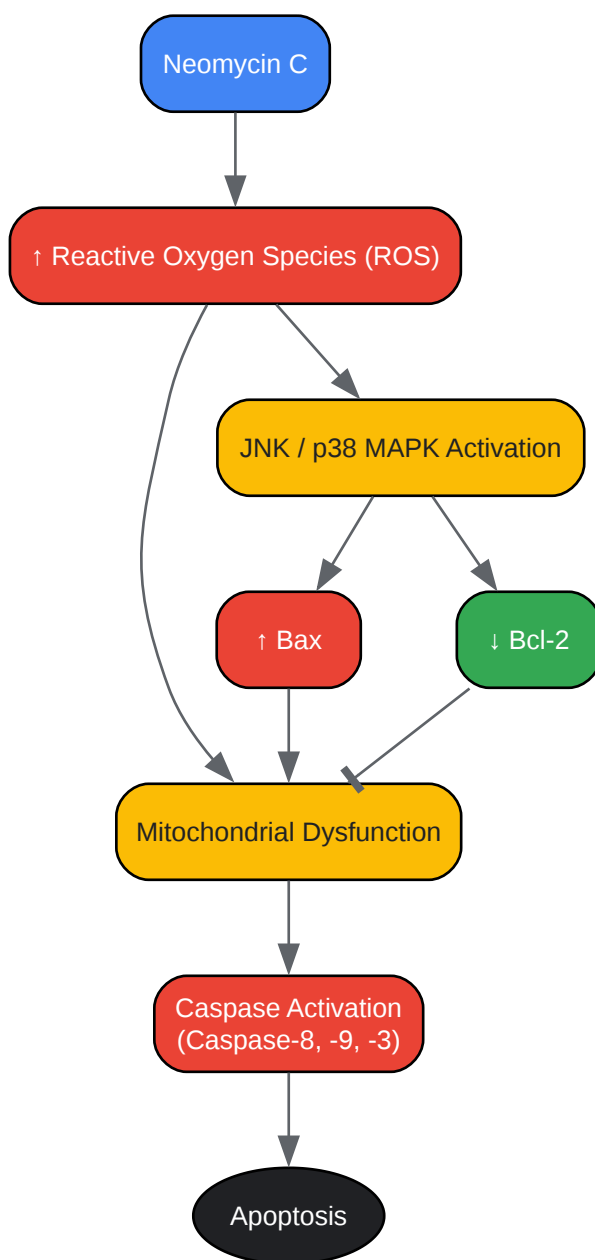 Neomycin C
↑ Reactive Oxygen Species (ROS)
JNK / p38 MAPK Activation
↑ Bax
↓ Bcl-2
Mitochondrial Dysfunction
Caspase Activation
(Caspase-8, -9, -3)
Apoptosis